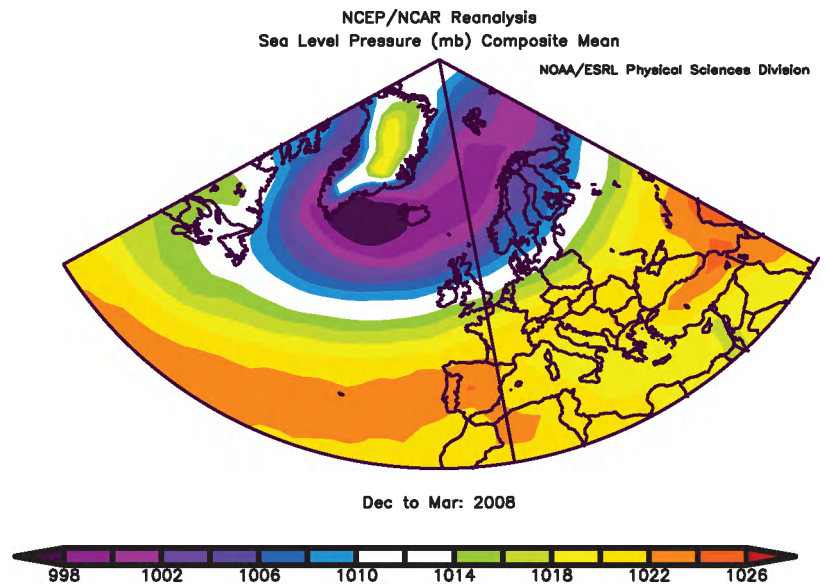 NCEP/NCAR Reanalysis
Sea Level Pressure (mb) Composite Mean
NOAA/ESRL Physical Sciences Division
Dec to Mar: 2008
998 1002 1006 1010 1014 1018 1022 1026